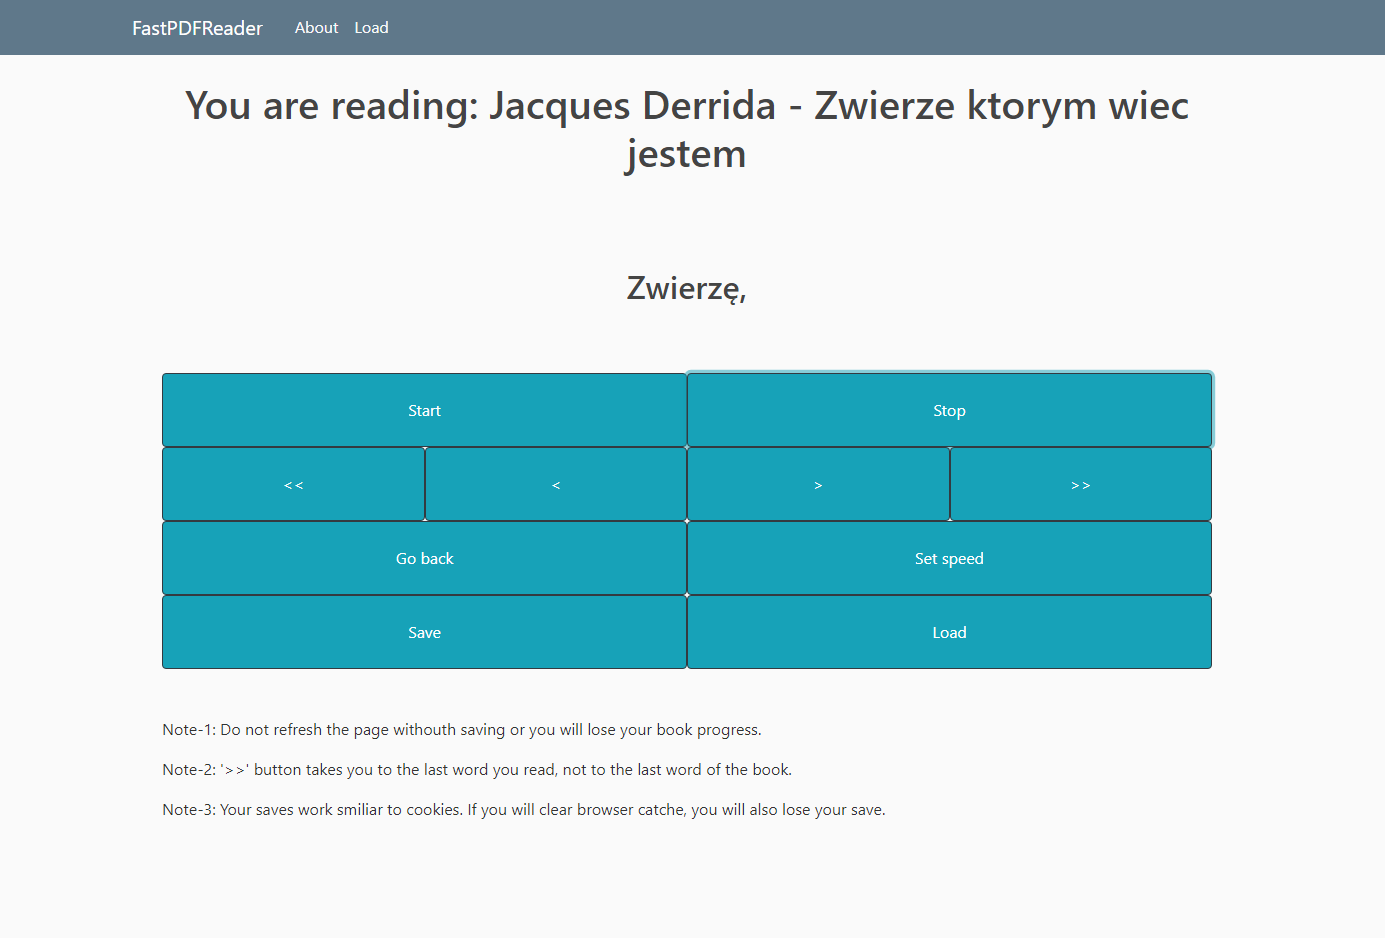 FastPDFReader About Load
You are reading: Jacques Derrida - Zwierze ktorym wiec
jestem
Zwierzę,
Start Stop
<< < > >>
Go back Set speed
Save Load
Note-1: Do not refresh the page withouth saving or you will lose your book progress.
Note-2: '>>' button takes you to the last word you read, not to the last word of the book.
Note-3: Your saves work smiliar to cookies. If you will clear browser catche, you will also lose your save.